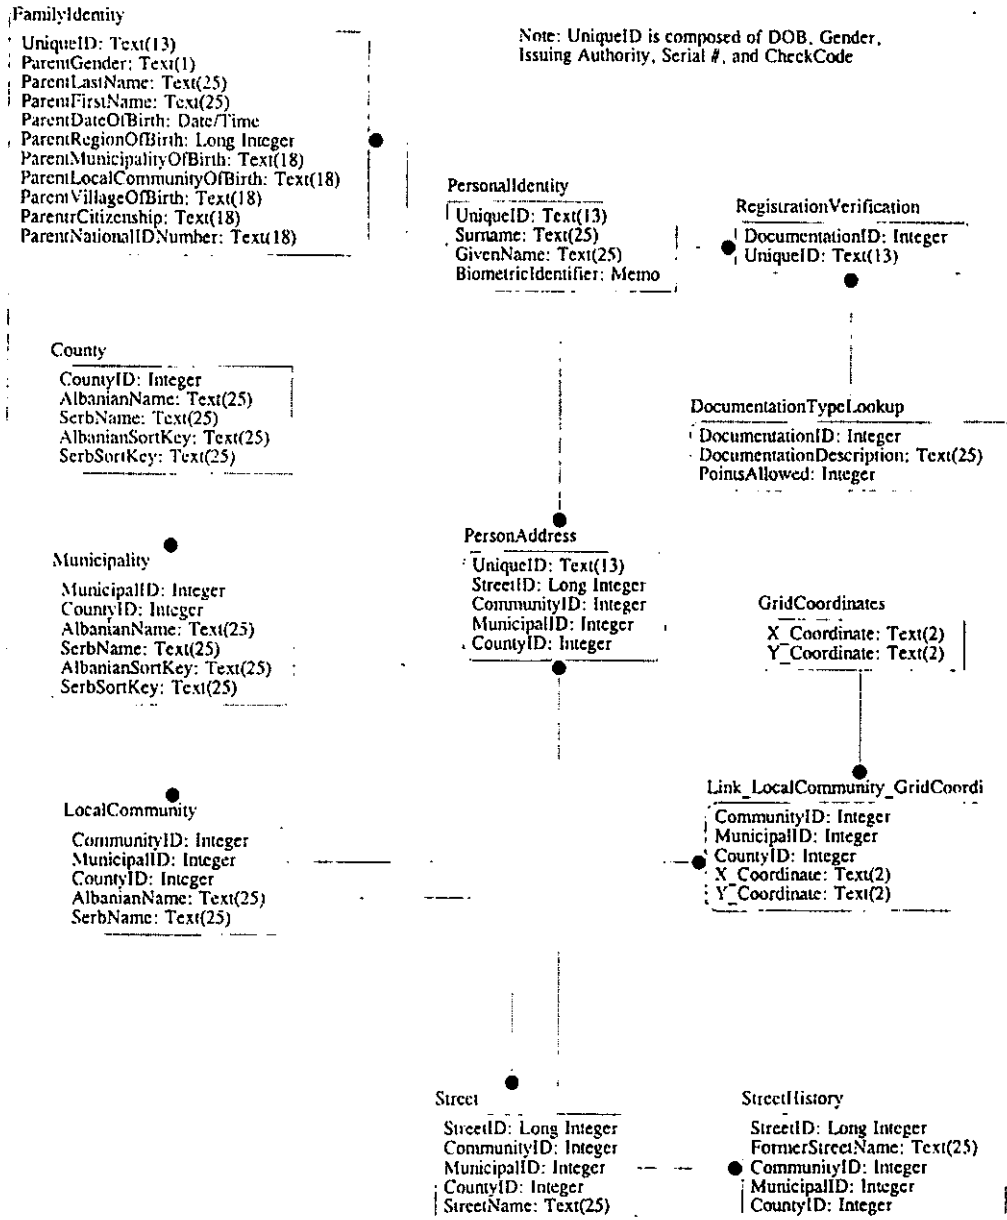 FamilyIdentity
UniqueID: Text(13)
ParentGender: Text(1)
ParentLastName: Text(25)
ParentFirstName: Text(25)
ParentDateOfBirth: Date/Time
ParentRegionOfBirth: Long Integer
ParentMunicipalityOfBirth: Text(18)
ParentLocalCommunityOfBirth: Text(18)
ParentVillageOfBirth: Text(18)
ParentrCitizenship: Text(18)
ParentNationalIDNumber: Text(18)
Note: UniqueID is composed of DOB, Gender,
Issuing Authority, Serial #, and CheckCode
PersonalIdentity
UniqueID: Text(13)
Surname: Text(25)
GivenName: Text(25)
BiometricIdentifier: Memo
RegistrationVerification
DocumentationID: Integer
UniqueID: Text(13)
County
CountyID: Integer
AlbanianName: Text(25)
SerbName: Text(25)
AlbanianSortKey: Text(25)
SerbSortKey: Text(25)
DocumentationTypeLookup
DocumentationID: Integer
DocumentationDescription: Text(25)
PointsAllowed: Integer
Municipality
MunicipalID: Integer
CountyID: Integer
AlbanianName: Text(25)
SerbName: Text(25)
AlbanianSortKey: Text(25)
SerbSortKey: Text(25)
PersonAddress
UniqueID: Text(13)
StreetID: Long Integer
CommunityID: Integer
MunicipalID: Integer
CountyID: Integer
GridCoordinates
X_Coordinate: Text(2)
Y_Coordinate: Text(2)
LocalCommunity
CommunityID: Integer
MunicipalID: Integer
CountyID: Integer
AlbanianName: Text(25)
SerbName: Text(25)
Link_LocalCommunity_GridCoordi
CommunityID: Integer
MunicipalID: Integer
CountyID: Integer
X_Coordinate: Text(2)
Y_Coordinate: Text(2)
Street
StreetID: Long Integer
CommunityID: Integer
MunicipalID: Integer
CountyID: Integer
StreetName: Text(25)
StreetHistory
StreetID: Long Integer
FormerStreetName: Text(25)
CommunityID: Integer
MunicipalID: Integer
CountyID: Integer